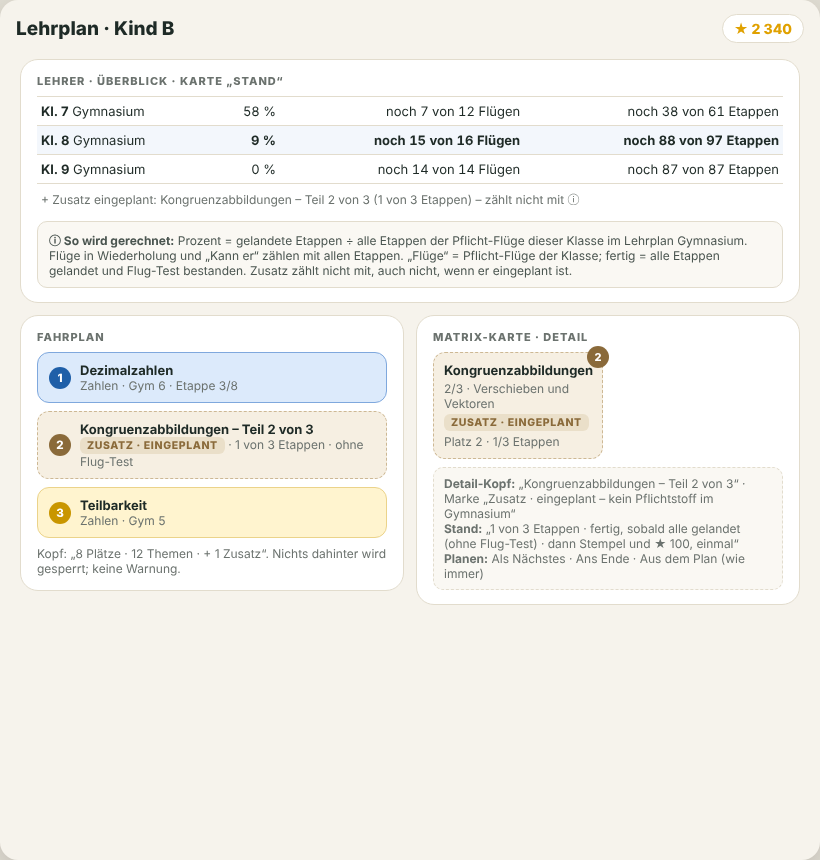 Lehrplan · Kind B
★ 2 340
LEHRER · ÜBERBLICK · KARTE „STAND“
Kl. 7 Gymnasium 58 % noch 7 von 12 Flügen noch 38 von 61 Etappen
Kl. 8 Gymnasium 9 % noch 15 von 16 Flügen noch 88 von 97 Etappen
Kl. 9 Gymnasium 0 % noch 14 von 14 Flügen noch 87 von 87 Etappen
+ Zusatz eingeplant: Kongruenzabbildungen – Teil 2 von 3 (1 von 3 Etappen) – zählt nicht mit ⓘ
ⓘ So wird gerechnet: Prozent = gelandete Etappen ÷ alle Etappen der Pflicht-Flüge dieser Klasse im Lehrplan Gymnasium.
Flüge in Wiederholung und „Kann er“ zählen mit allen Etappen. „Flüge“ = Pflicht-Flüge der Klasse; fertig = alle Etappen
gelandet und Flug-Test bestanden. Zusatz zählt nicht mit, auch nicht, wenn er eingeplant ist.
FAHRPLAN
1 Dezimalzahlen
Zahlen · Gym 6 · Etappe 3/8
2 Kongruenzabbildungen – Teil 2 von 3
ZUSATZ · EINGEPLANT · 1 von 3 Etappen · ohne
Flug-Test
3 Teilbarkeit
Zahlen · Gym 5
Kopf: „8 Plätze · 12 Themen · + 1 Zusatz“. Nichts dahinter wird
gesperrt; keine Warnung.
MATRIX-KARTE · DETAIL
2
Kongruenzabbildungen
2/3 · Verschieben und
Vektoren
ZUSATZ · EINGEPLANT
Platz 2 · 1/3 Etappen
Detail-Kopf: „Kongruenzabbildungen – Teil 2 von 3“ ·
Marke „Zusatz · eingeplant – kein Pflichtstoff im
Gymnasium“
Stand: „1 von 3 Etappen · fertig, sobald alle gelandet
(ohne Flug-Test) · dann Stempel und ★ 100, einmal“
Planen: Als Nächstes · Ans Ende · Aus dem Plan (wie
immer)